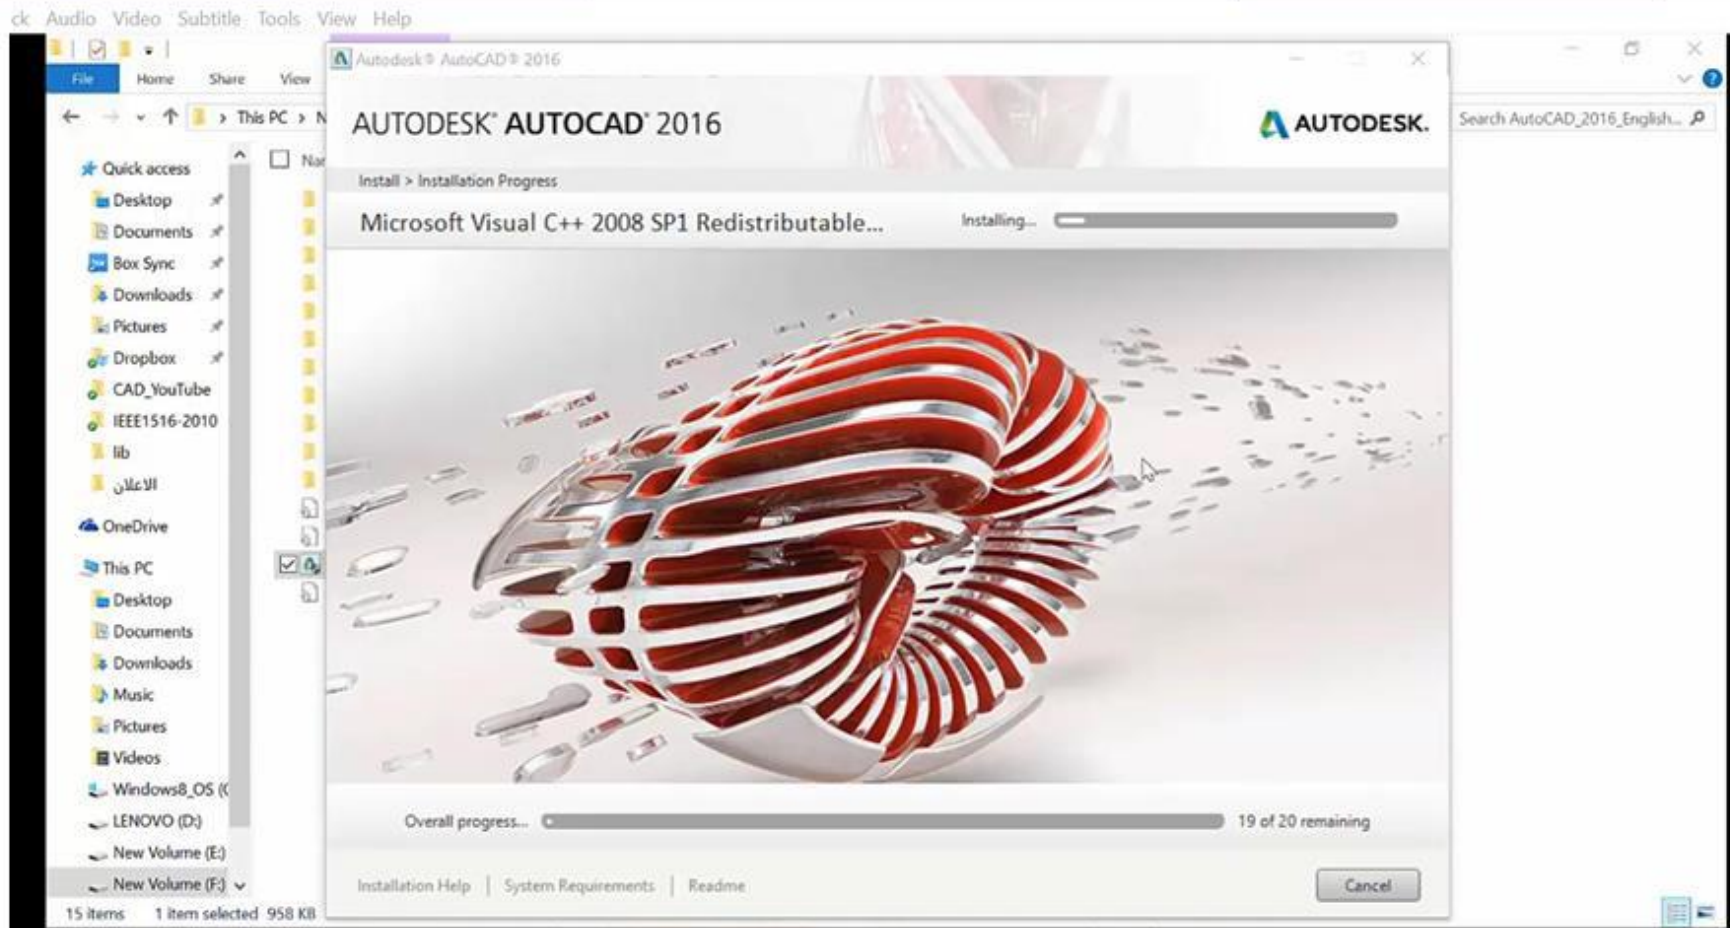 ck Audio Video Subtitle Tools View Help
Autodesk® AutoCAD® 2016
File Home Share View
This PC > N
Search AutoCAD_2016_English...
AUTODESK® AUTOCAD® 2016
AUTODESK.
Install > Installation Progress
Microsoft Visual C++ 2008 SP1 Redistributable...
Installing...
Quick access
Desktop
Documents
Box Sync
Downloads
Pictures
Dropbox
CAD_YouTube
IEEE1516-2010
lib
الاعلان
OneDrive
This PC
Desktop
Documents
Downloads
Music
Pictures
Videos
Windows8_OS (C
LENOVO (D:)
New Volume (E:)
New Volume (F:)
Nar
Overall progress...
19 of 20 remaining
Installation Help | System Requirements | Readme
Cancel
15 items 1 item selected 958 KB